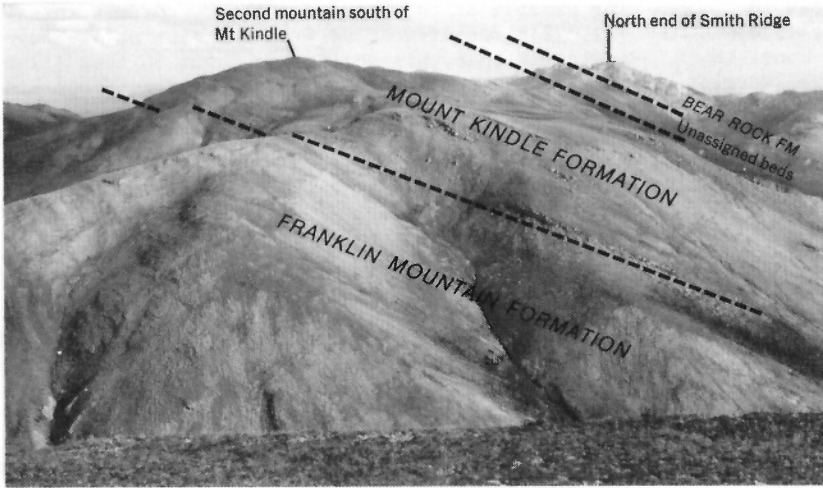 Second mountain south of
Mt Kindle
North end of Smith Ridge
BEAR ROCK FM
Unassigned beds
MOUNT KINDLE FORMATION
FRANKLIN MOUNTAIN FORMATION